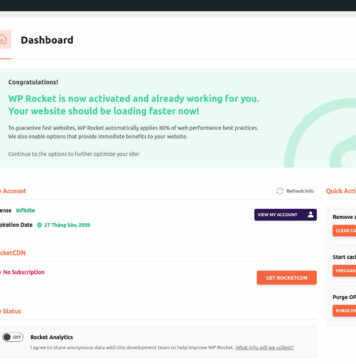 Dashboard
Congratulations!
WP Rocket is now activated and already working for you.
Your website should be loading faster now!
To guarantee fast websites, WP Rocket automatically applies 80% of web performance best practices.
We also enable options that provide immediate benefits to your website.
Continue to the options to further optimize your site!
y Account
Refresh info
Quick Actio
ense Infinite
piration Date 27 Tháng Sáu, 2050
VIEW MY ACCOUNT
Remove a
CLEAR CA
ocketCDN
No Subscription
GET ROCKETCDN
Start cac
PRELOAD
Purge OP
PURGE O
y Status
OFF
Rocket Analytics
I agree to share anonymous data with the development team to help improve WP Rocket. What info will we collect?